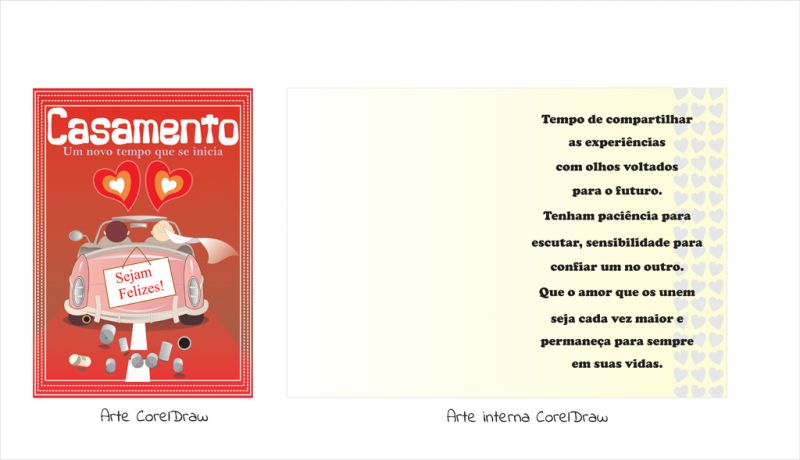 Casamento
Um novo tempo que se inicia
Sejam
Felizes!
Arte CorelDraw
Tempo de compartilhar
as experiências
com olhos voltados
para o futuro.
Tenham paciência para
escutar, sensibilidade para
confiar um no outro.
Que o amor que os unem
seja cada vez maior e
permaneça para sempre
em suas vidas.
Arte interna CorelDraw